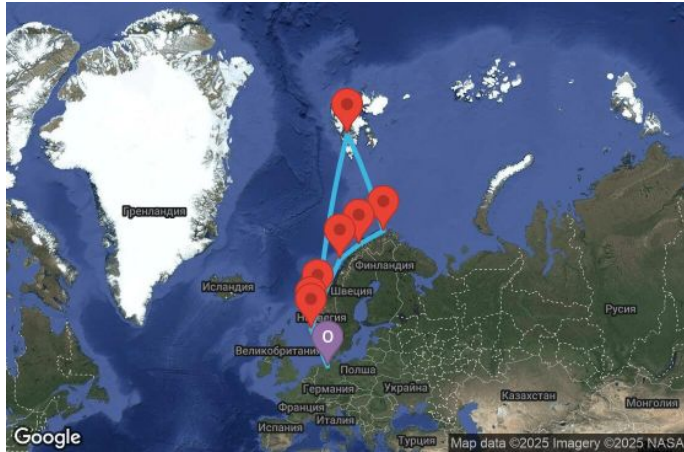 Гренландия
Исландия
Финландия
Швеция
Русия
Великобритания
О
Полша
Германия
Украйна
Казахстан
Монголия
Франция
Италия
Испания
Турция
Google
Map data ©2025 Imagery ©2025 NASA